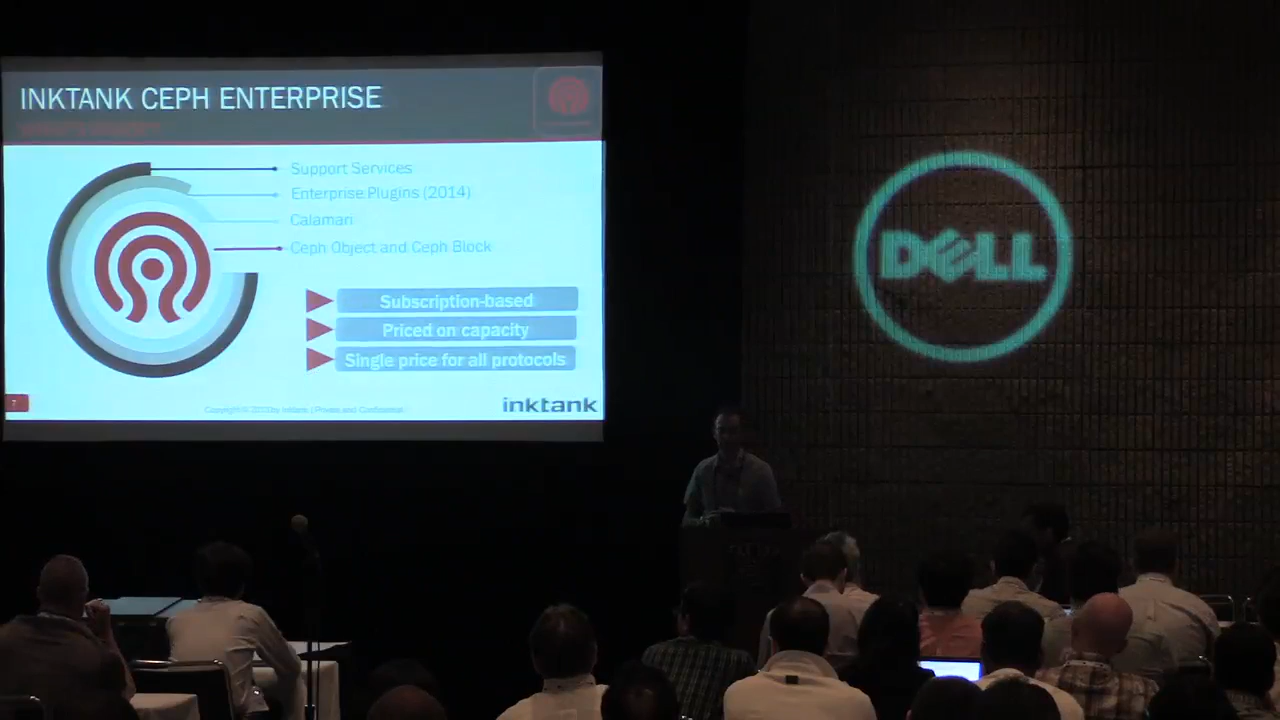 INKTANK CEPH ENTERPRISE
Support Services
Enterprise Plugins (2014)
Calamari
Ceph Object and Ceph Block
Subscription-based
Priced on capacity
Single price for all protocols
7
inktank
DELL